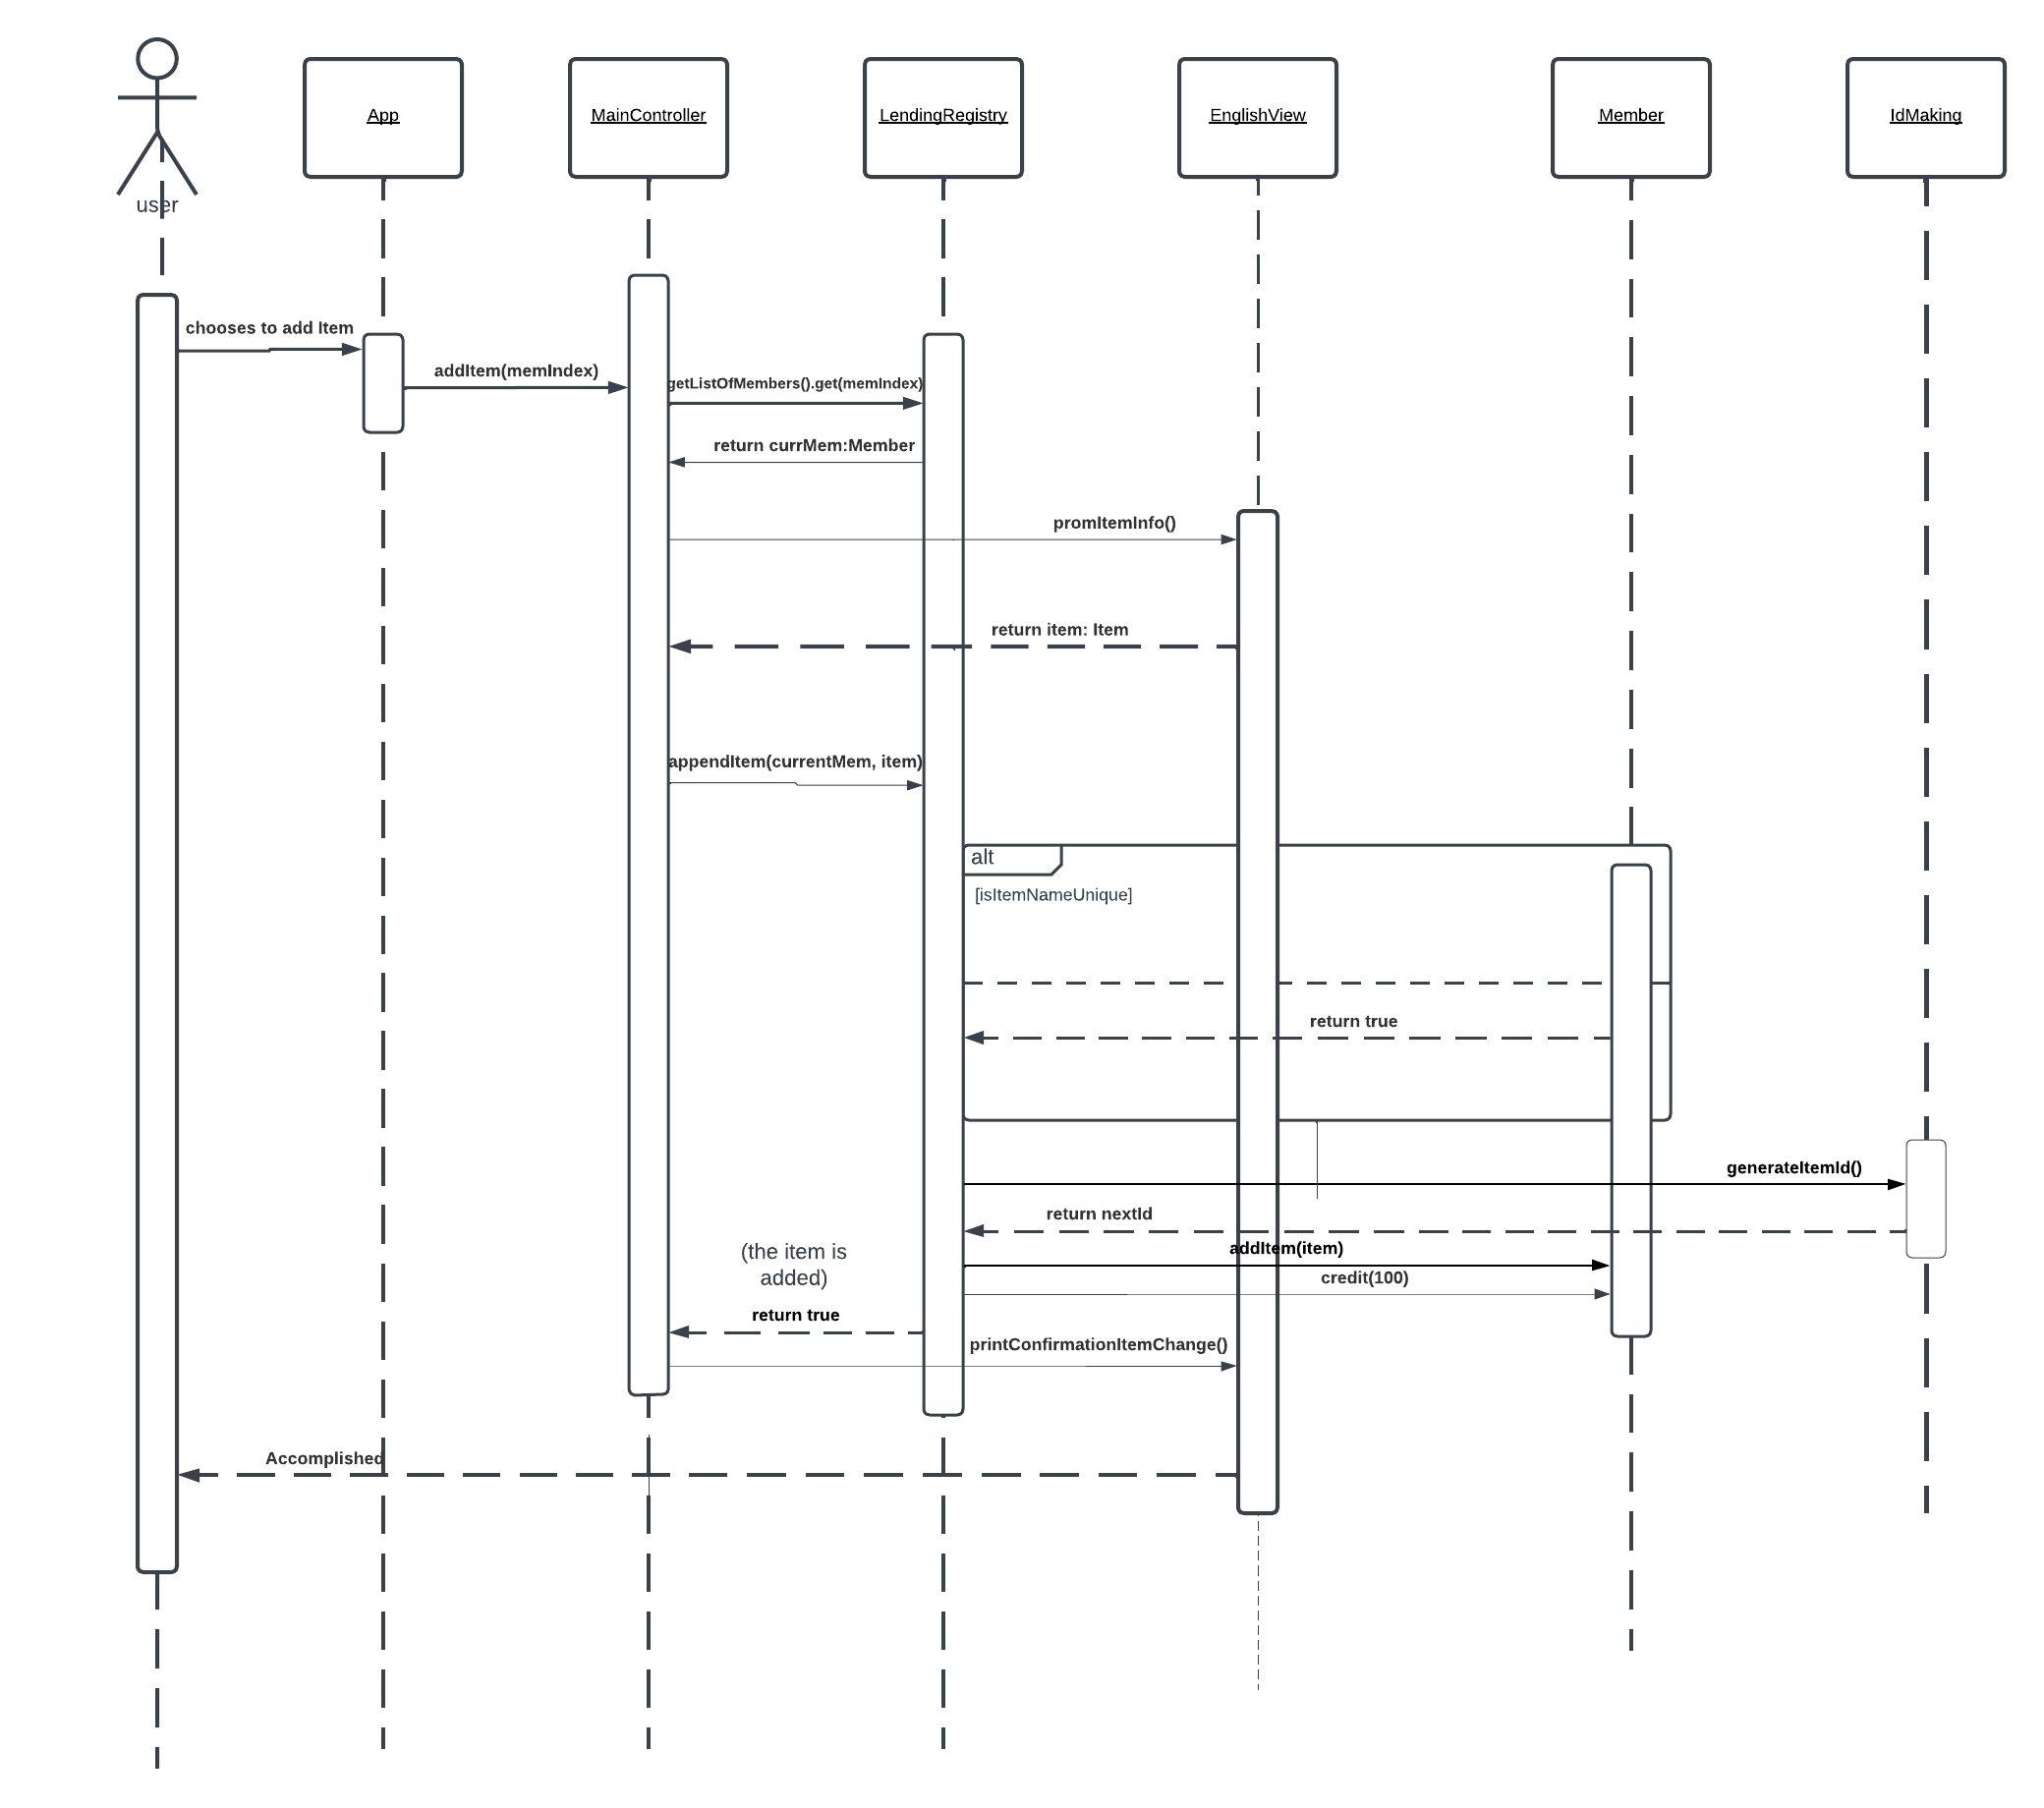 user
App
MainController
LendingRegistry
EnglishView
Member
IdMaking
chooses to add Item
addItem(memIndex)
getListOfMembers().get(memIndex)
return currMem:Member
promItemInfo()
return item: Item
appendItem(currentMem, item)
alt
[isItemNameUnique]
return true
generateItemId()
return nextId
addItem(item)
(the item is
added)
credit(100)
return true
printConfirmationItemChange()
Accomplished